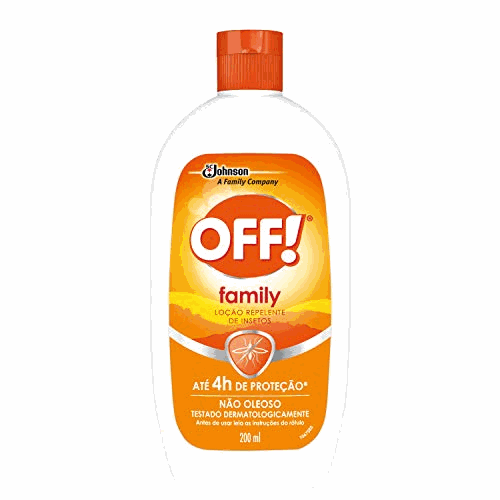 SC Johnson
A Family Company
OFF!®
family
LOÇÃO REPELENTE
DE INSETOS
ATÉ 4h DE PROTEÇÃO*
NÃO OLEOSO
TESTADO DERMATOLOGICAMENTE
Antes de usar leia as instruções do rótulo
200 ml